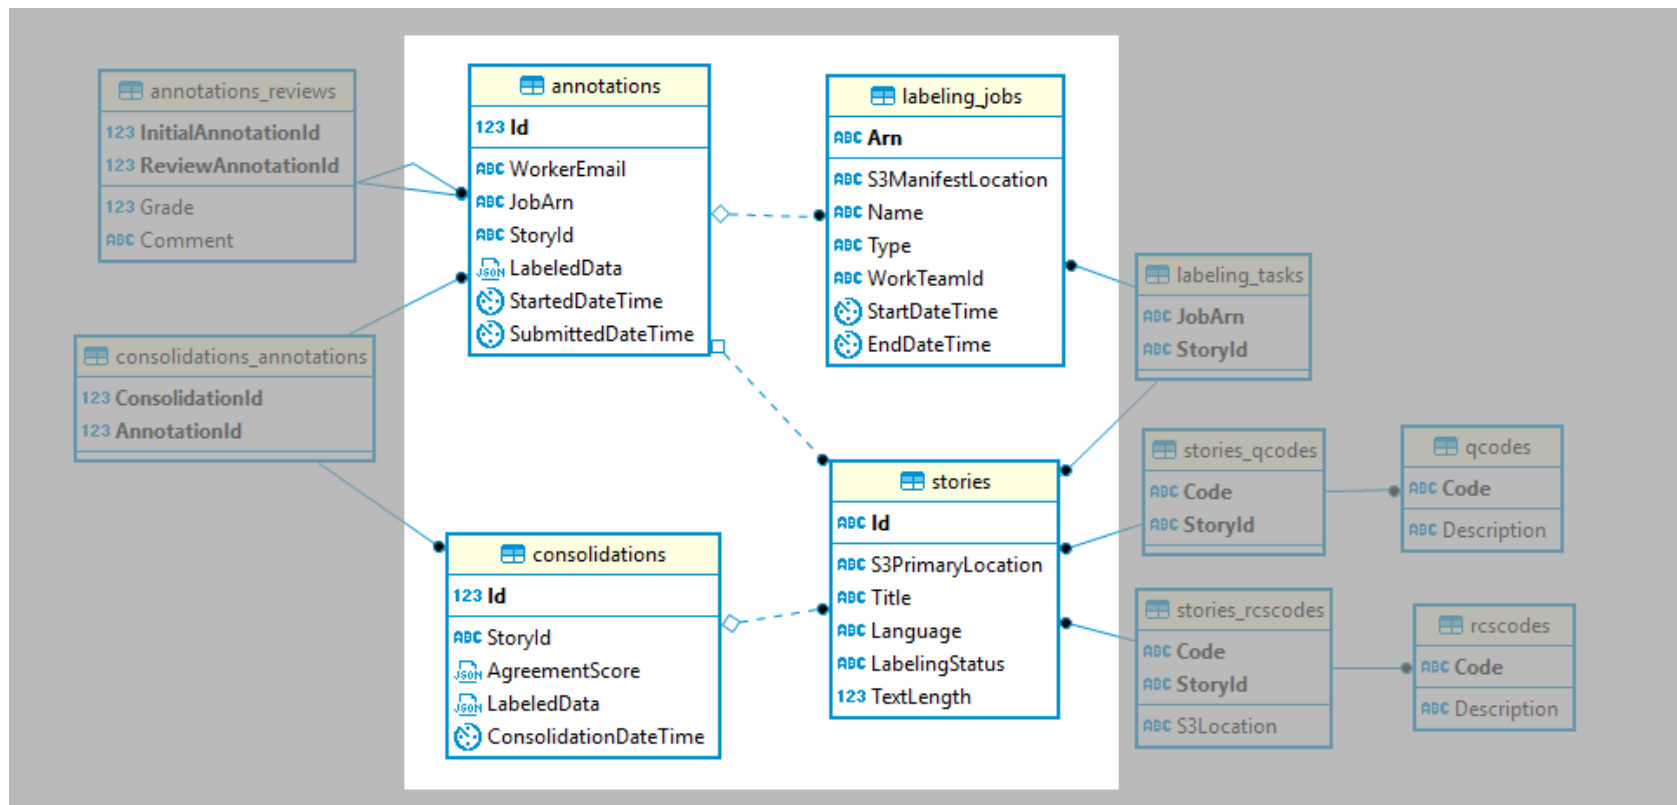 annotations_reviews
123 InitialAnnotationId
123 ReviewAnnotationId
123 Grade
ABC Comment
consolidations_annotations
123 ConsolidationId
123 AnnotationId
annotations
123 Id
ABC WorkerEmail
ABC JobArn
ABC StoryId
JSON LabeledData
StartedDateTime
SubmittedDateTime
consolidations
123 Id
ABC StoryId
JSON AgreementScore
JSON LabeledData
ConsolidationDateTime
labeling_jobs
ABC Arn
ABC S3ManifestLocation
ABC Name
ABC Type
ABC WorkTeamId
StartDateTime
EndDateTime
stories
ABC Id
ABC S3PrimaryLocation
ABC Title
ABC Language
ABC LabelingStatus
123 TextLength
labeling_tasks
ABC JobArn
ABC StoryId
stories_qcodes
ABC Code
ABC StoryId
stories_rcscodes
ABC Code
ABC StoryId
ABC S3Location
qcodes
ABC Code
ABC Description
rcscodes
ABC Code
ABC Description